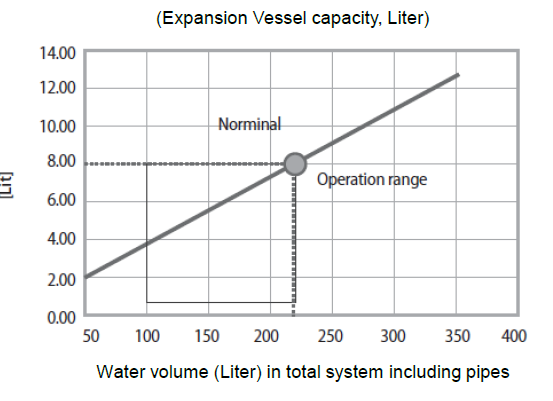 (Expansion Vessel capacity, Liter)
14.00
12.00
10.00
Norminal
8.00
Operation range
[Lit]
6.00
4.00
2.00
0.00
50 100 150 200 250 300 350 400
Water volume (Liter) in total system including pipes